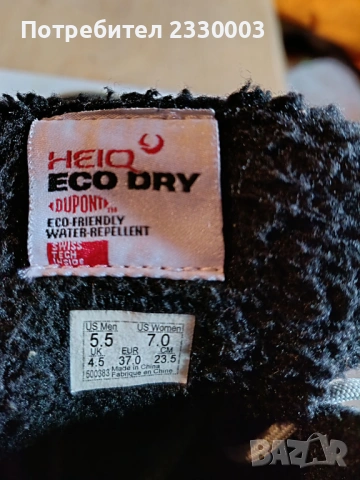 Потребител 2330003
HEIQ
ECO DRY
DUPONT™
ECO-FRIENDLY
WATER-REPELLENT
SWISS
TECH
INSIDE
US Men US Women
5.5 7.0
UK EUR CM
4.5 37.0 23.5
500383 Made in China
Fabriqué en Chine
BAZAR